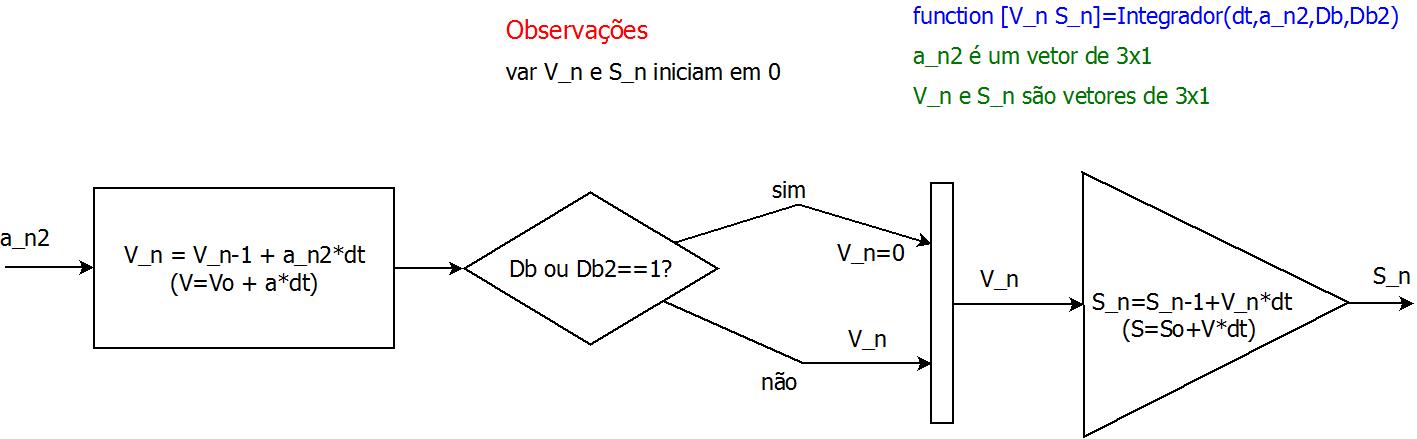 Observações
var V_n e S_n iniciam em 0
function [V_n S_n]=Integrador(dt,a_n2,Db,Db2)
a_n2 é um vetor de 3x1
V_n e S_n são vetores de 3x1
a_n2
V_n = V_n-1 + a_n2*dt
(V=Vo + a*dt)
Db ou Db2==1?
sim
V_n=0
não
V_n
V_n
S_n=S_n-1+V_n*dt
(S=So+V*dt)
S_n